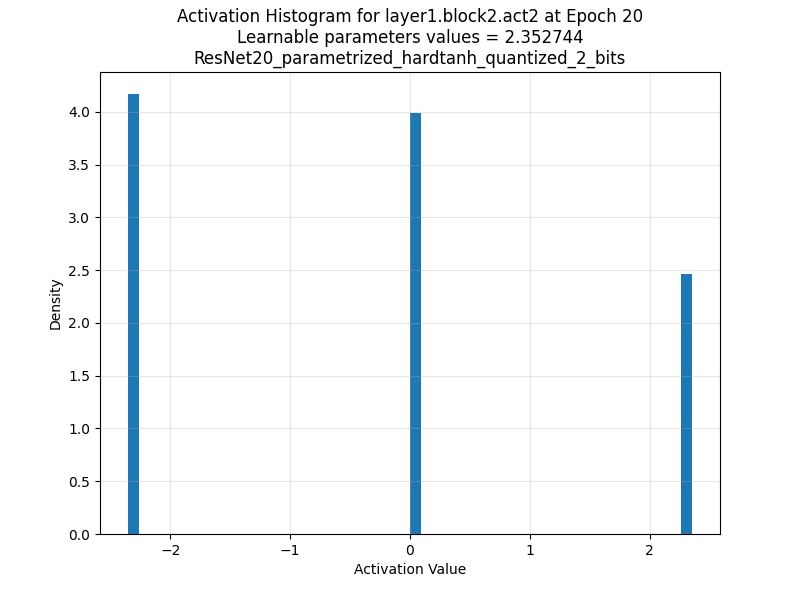 Activation Histogram for layer1.block2.act2 at Epoch 20
Learnable parameters values = 2.352744
ResNet20_parametrized_hardtanh_quantized_2_bits
4.0
3.5
3.0
2.5
2.0
1.5
1.0
0.5
0.0
Density
−2 −1 0 1 2
Activation Value